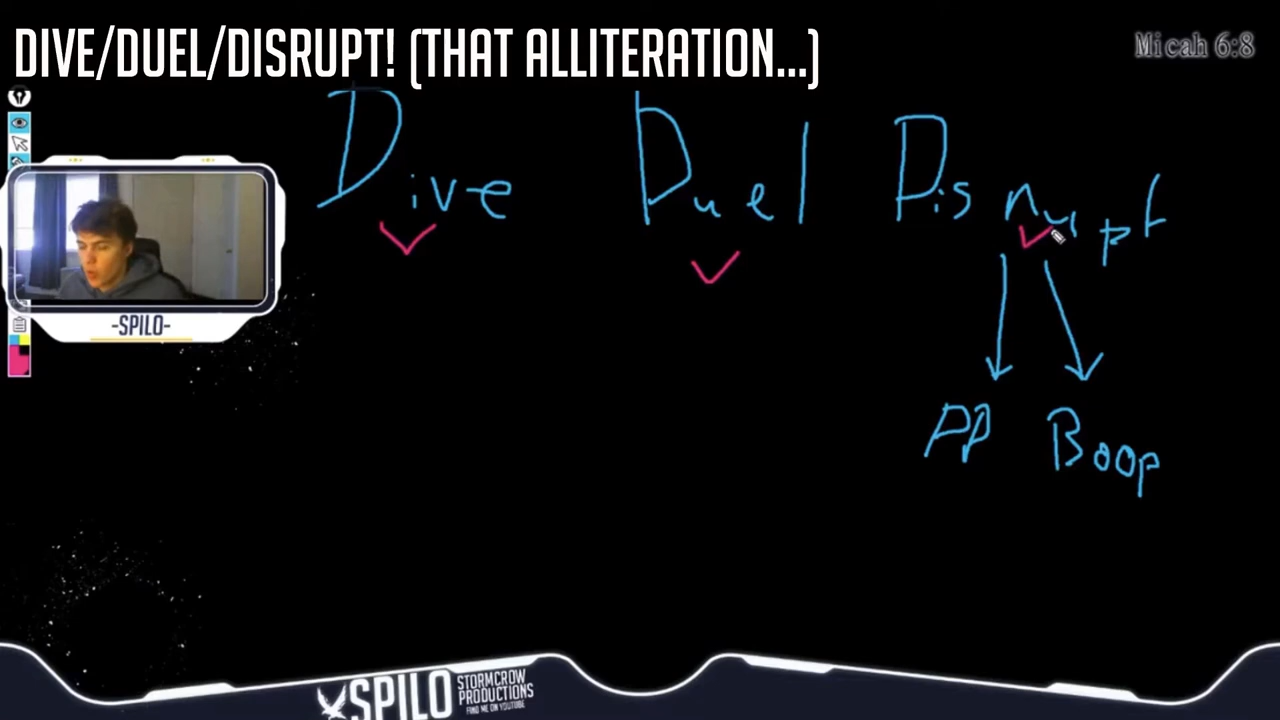 DIVE/DUEL/DISRUPT! (THAT ALLITERATION...)
Micah 6:8
Dive Duel Disrupt
PP Boop
-SPILO-
SPILO STORMCROW
PRODUCTIONS
FIND ME ON YOUTUBE